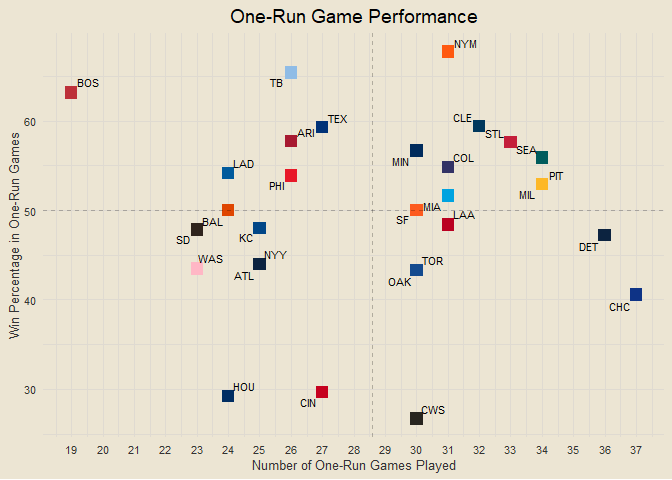 One-Run Game Performance
Win Percentage in One-Run Games
NYM
BOS
TB
60
TEX
CLE
ARI
STL
SEA
MIN
COL
LAD
PHI
PIT
MIL
MIA
50
BAL
SF
LAA
SD
KC
DET
WAS
NYY
TOR
ATL
OAK
40
CHC
30
HOU
CIN
CWS
19 20 21 22 23 24 25 26 27 28 29 30 31 32 33 34 35 36 37
Number of One-Run Games Played